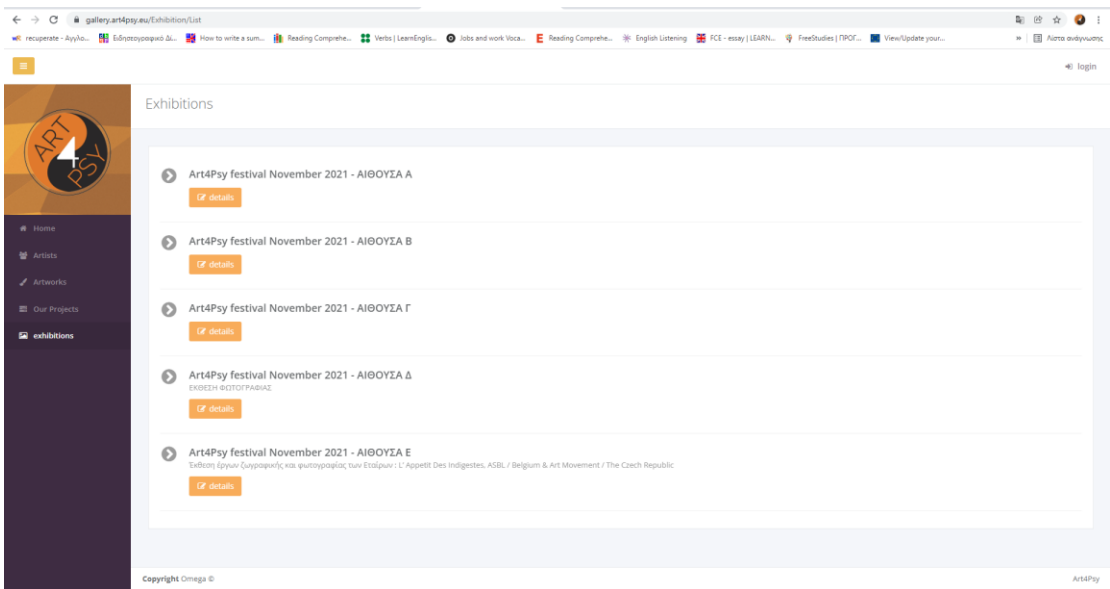 gallery.art4psy.eu/Exhibition/List
recuperate - Αγγλο... Ειδησεογραφικό Δί... How to write a sum... Reading Comprehe... Verbs | LearnEnglis... Jobs and work Voca... Reading Comprehe... English Listening FCE - essay | LEARN... FreeStudies | ΠΡΟΓ... View/Update your... » Λίστα ανάγνωσης
login
ART 4 PSY
Exhibitions
Home
Artists
Artworks
Our Projects
exhibitions
Art4Psy festival November 2021 - ΑΙΘΟΥΣΑ Α
details
Art4Psy festival November 2021 - ΑΙΘΟΥΣΑ Β
details
Art4Psy festival November 2021 - ΑΙΘΟΥΣΑ Γ
details
Art4Psy festival November 2021 - ΑΙΘΟΥΣΑ Δ
ΕΚΘΕΣΗ ΦΩΤΟΓΡΑΦΙΑΣ
details
Art4Psy festival November 2021 - ΑΙΘΟΥΣΑ Ε
Έκθεση έργων ζωγραφικής και φωτογραφίας των Εταίρων : L' Appetit Des Indigestes, ASBL / Belgium & Art Movement / The Czech Republic
details
Copyright Omega ©
Art4Psy